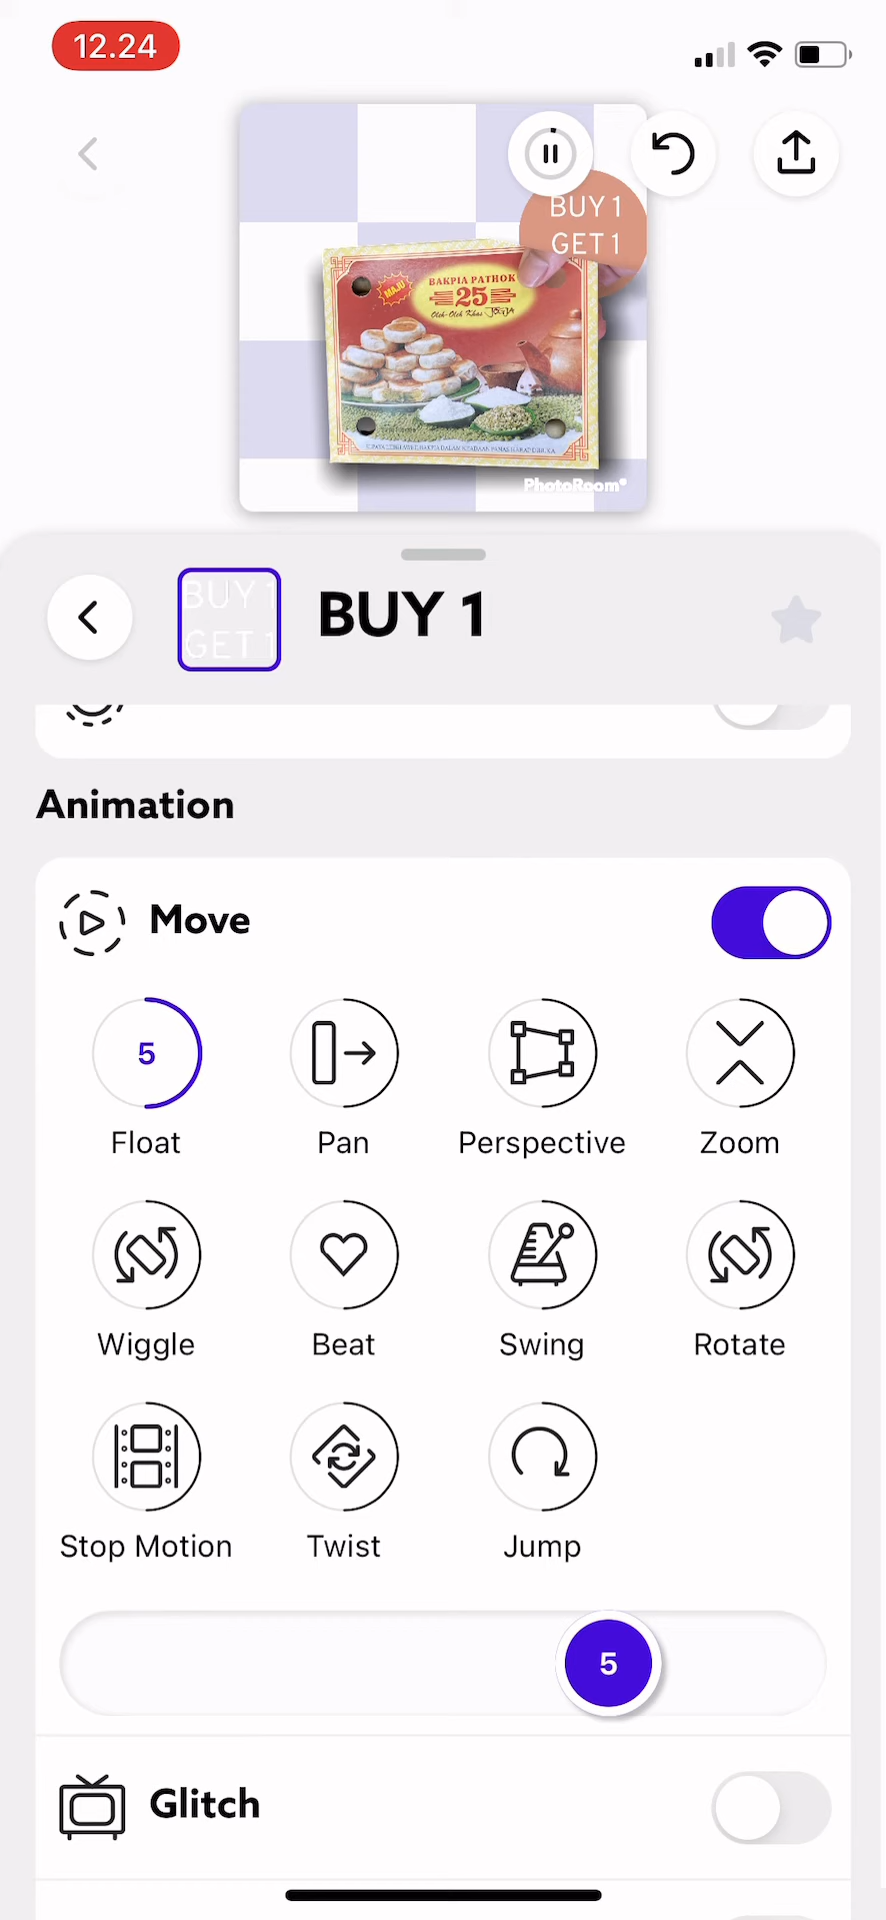 12.24
BUY 1
GET 1
MAJU
BAKPIA PATHOK
25
Oleh-Oleh Khas JOGJA
PhotoRoom
BUY 1
GET 1
BUY 1
Animation
Move
5
Float
Pan
Perspective
Zoom
Wiggle
Beat
Swing
Rotate
Stop Motion
Twist
Jump
5
Glitch